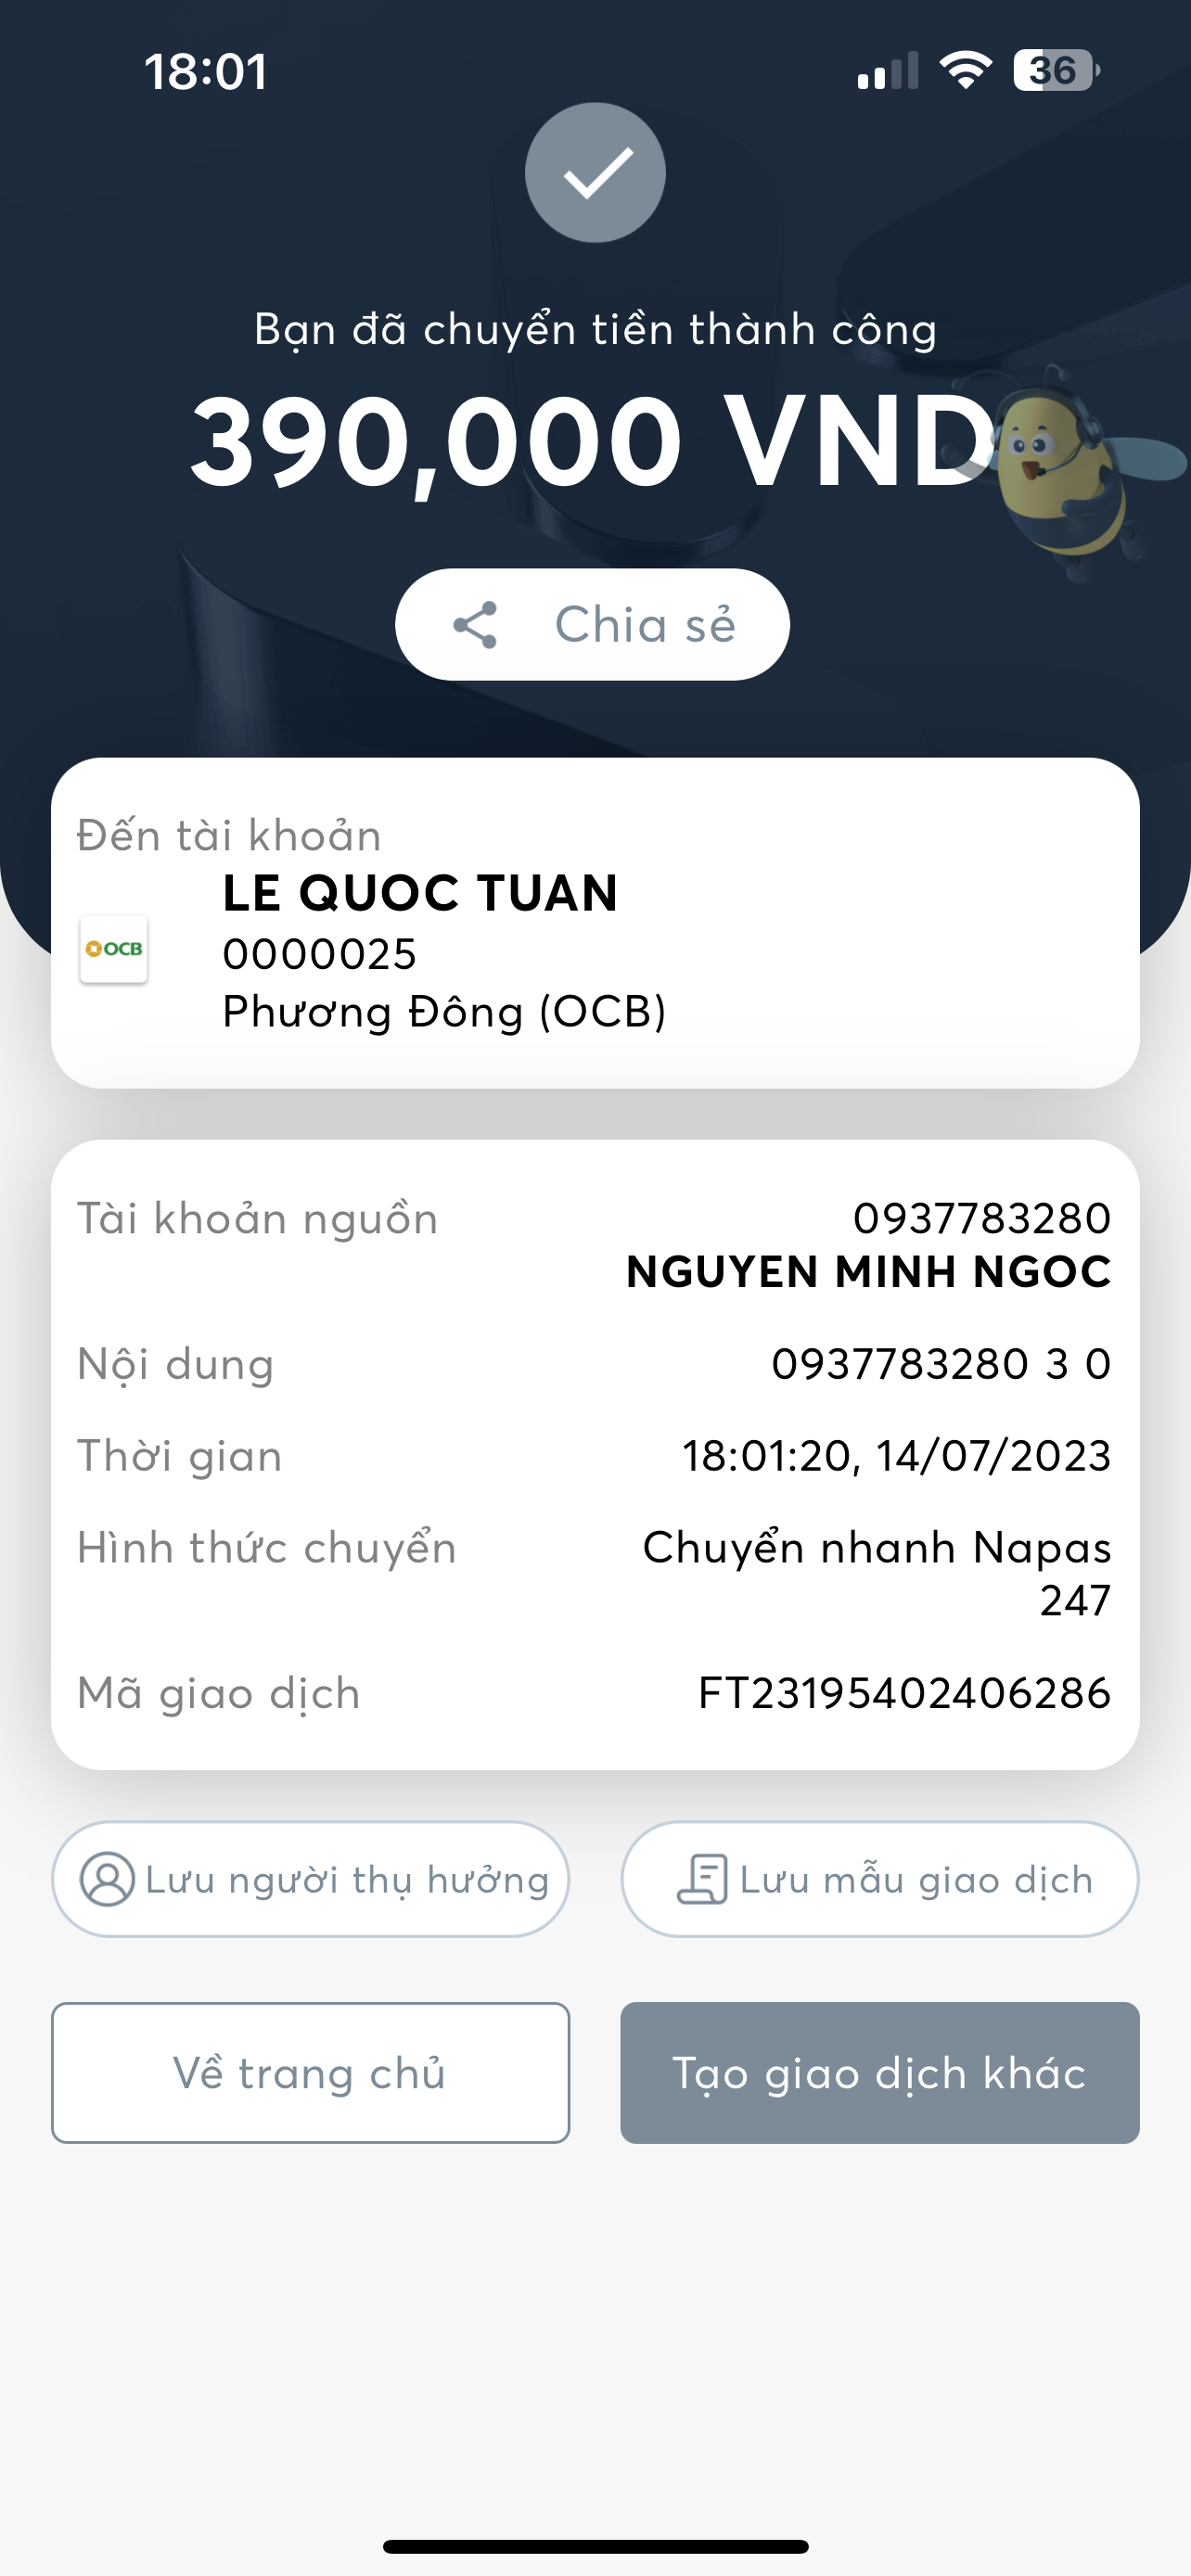 18:01
36
Bạn đã chuyển tiền thành công
390,000 VND
Chia sẻ
Đến tài khoản
LE QUOC TUAN
OCB
0000025
Phương Đông (OCB)
Tài khoản nguồn
0937783280
NGUYEN MINH NGOC
Nội dung
0937783280 3 0
Thời gian
18:01:20, 14/07/2023
Hình thức chuyển
Chuyển nhanh Napas
247
Mã giao dịch
FT23195402406286
Lưu người thụ hưởng
Lưu mẫu giao dịch
Về trang chủ
Tạo giao dịch khác